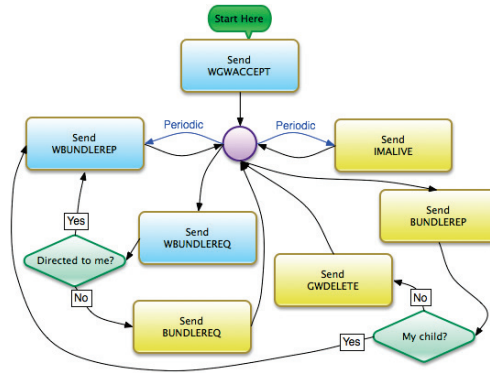 Start Here
Send
WGWACCEPT
Periodic
Periodic
Send
WBUNDLEREP
Send
IMALIVE
Send
BUNDLEREP
Yes
Send
WBUNDLEREQ
Directed to me?
Send
GWDELETE
No
No
Send
BUNDLEREQ
Yes
My child?